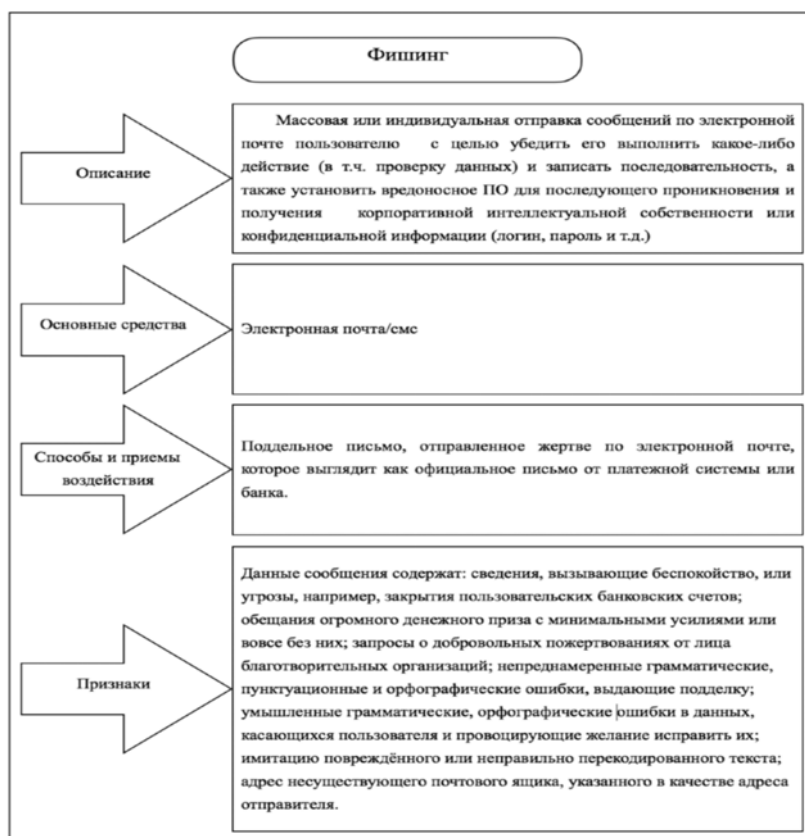 Фишинг
Описание
Массовая или индивидуальная отправка сообщений по электронной
почте пользователю с целью убедить его выполнить какое-либо
действие (в т.ч. проверку данных) и записать последовательность, а
также установить вредоносное ПО для последующего проникновения и
получения корпоративной интеллектуальной собственности или
конфиденциальной информации (логин, пароль и т.д.)
Основные средства
Электронная почта/смс
Способы и приемы
воздействия
Поддельное письмо, отправленное жертве по электронной почте,
которое выглядит как официальное письмо от платежной системы или
банка.
Признаки
Данные сообщения содержат: сведения, вызывающие беспокойство, или
угрозы, например, закрытия пользовательских банковских счетов;
обещания огромного денежного приза с минимальными усилиями или
вовсе без них; запросы о добровольных пожертвованиях от лица
благотворительных организаций; непреднамеренные грамматические,
пунктуационные и орфографические ошибки, выдающие подделку;
умышленные грамматические, орфографические ошибки в данных,
касающихся пользователя и провоцирующие желание исправить их;
имитацию повреждённого или неправильно перекодированного текста;
адрес несуществующего почтового ящика, указанного в качестве адреса
отправителя.